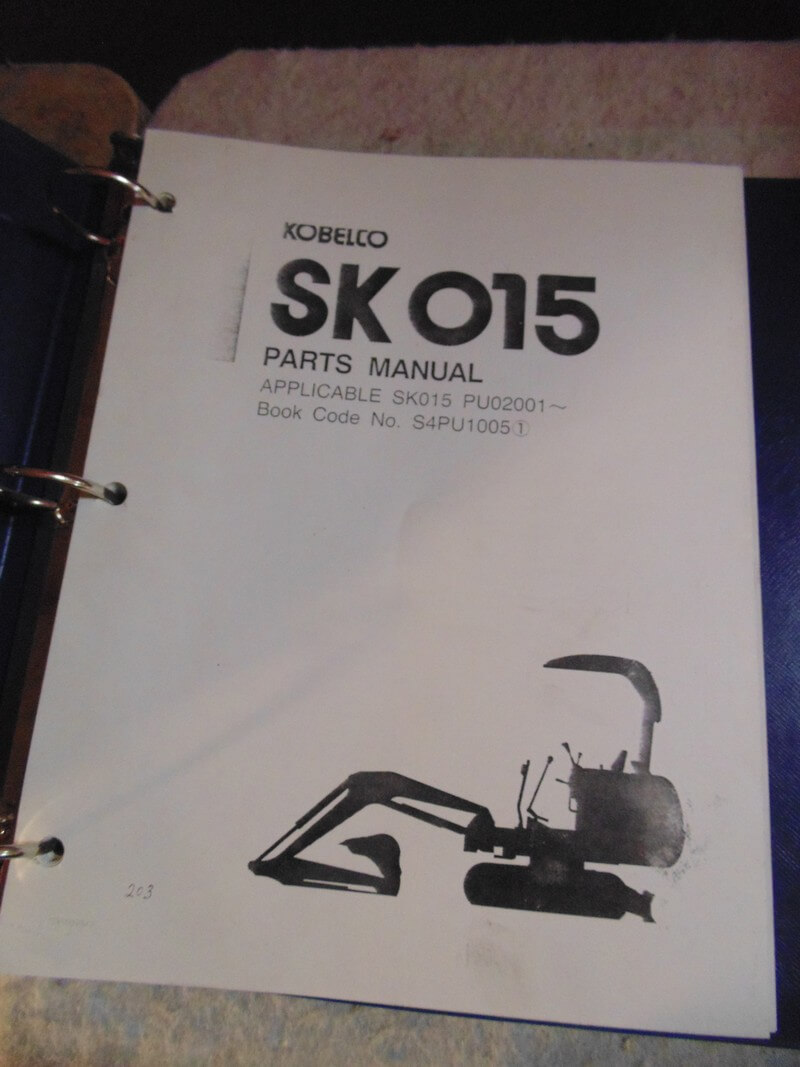 KOBELCO
SK015
PARTS MANUAL
APPLICABLE SK015 PU02001～
Book Code No. S4PU1005①
203